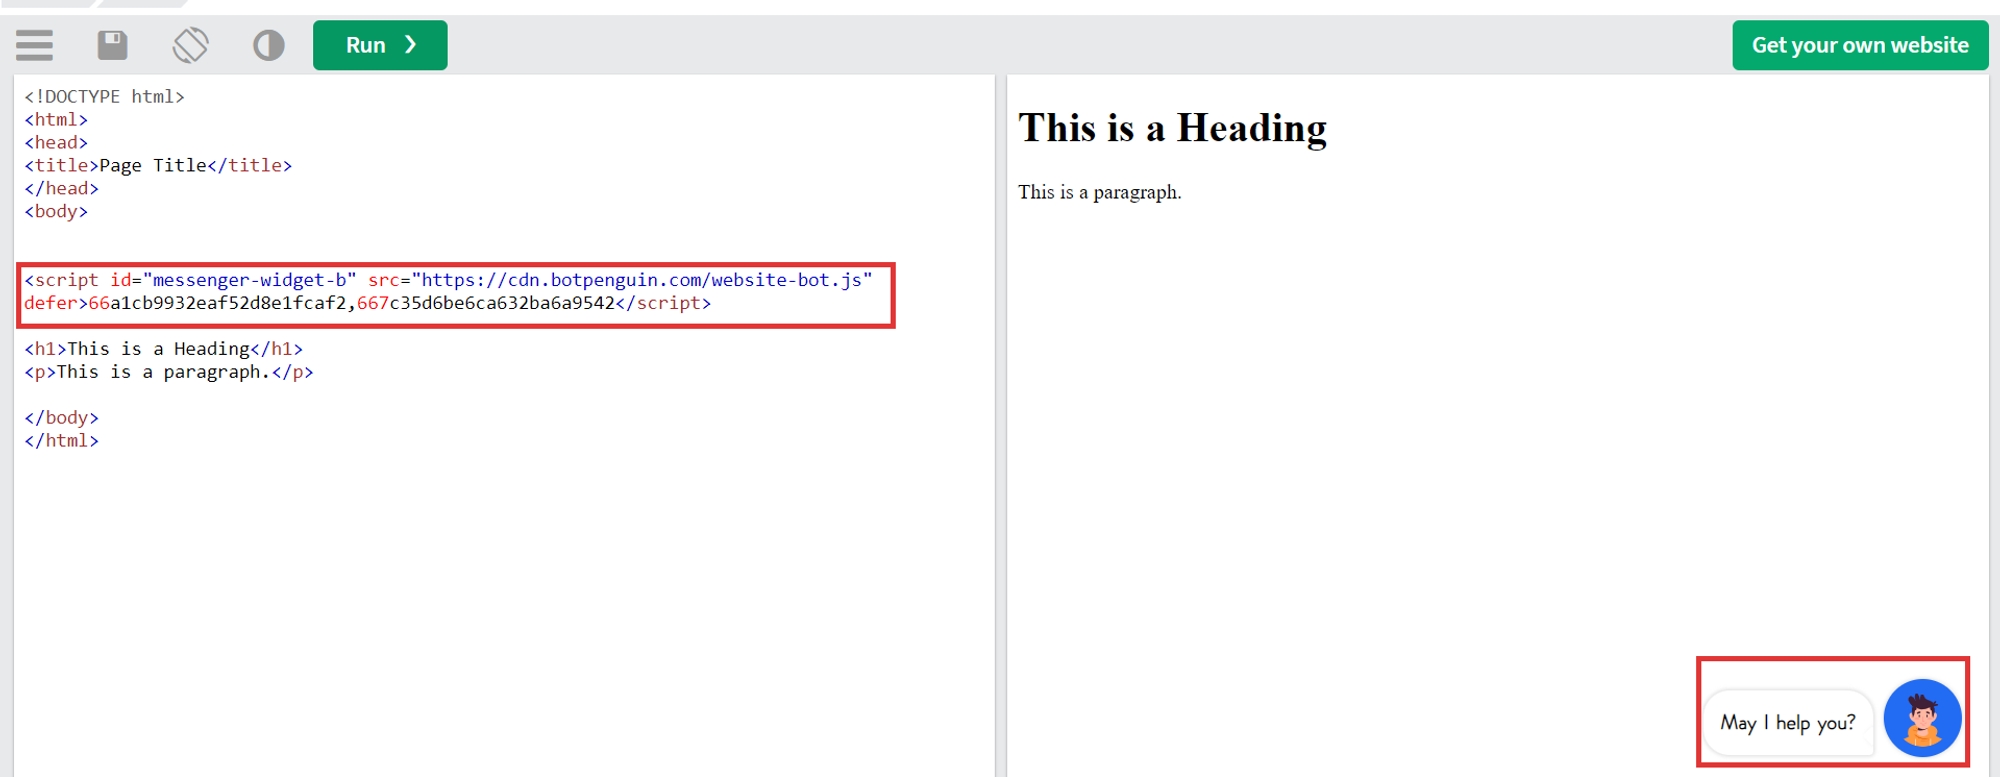 Run ❯
Get your own website
<!DOCTYPE html>
<html>
<head>
<title>Page Title</title>
</head>
<body>
<script id="messenger-widget-b" src="https://cdn.botpenguin.com/website-bot.js"
defer>66a1cb9932eaf52d8e1fcaf2,667c35d6be6ca632ba6a9542</script>
<h1>This is a Heading</h1>
<p>This is a paragraph.</p>
</body>
</html>
This is a Heading
This is a paragraph.
May I help you?